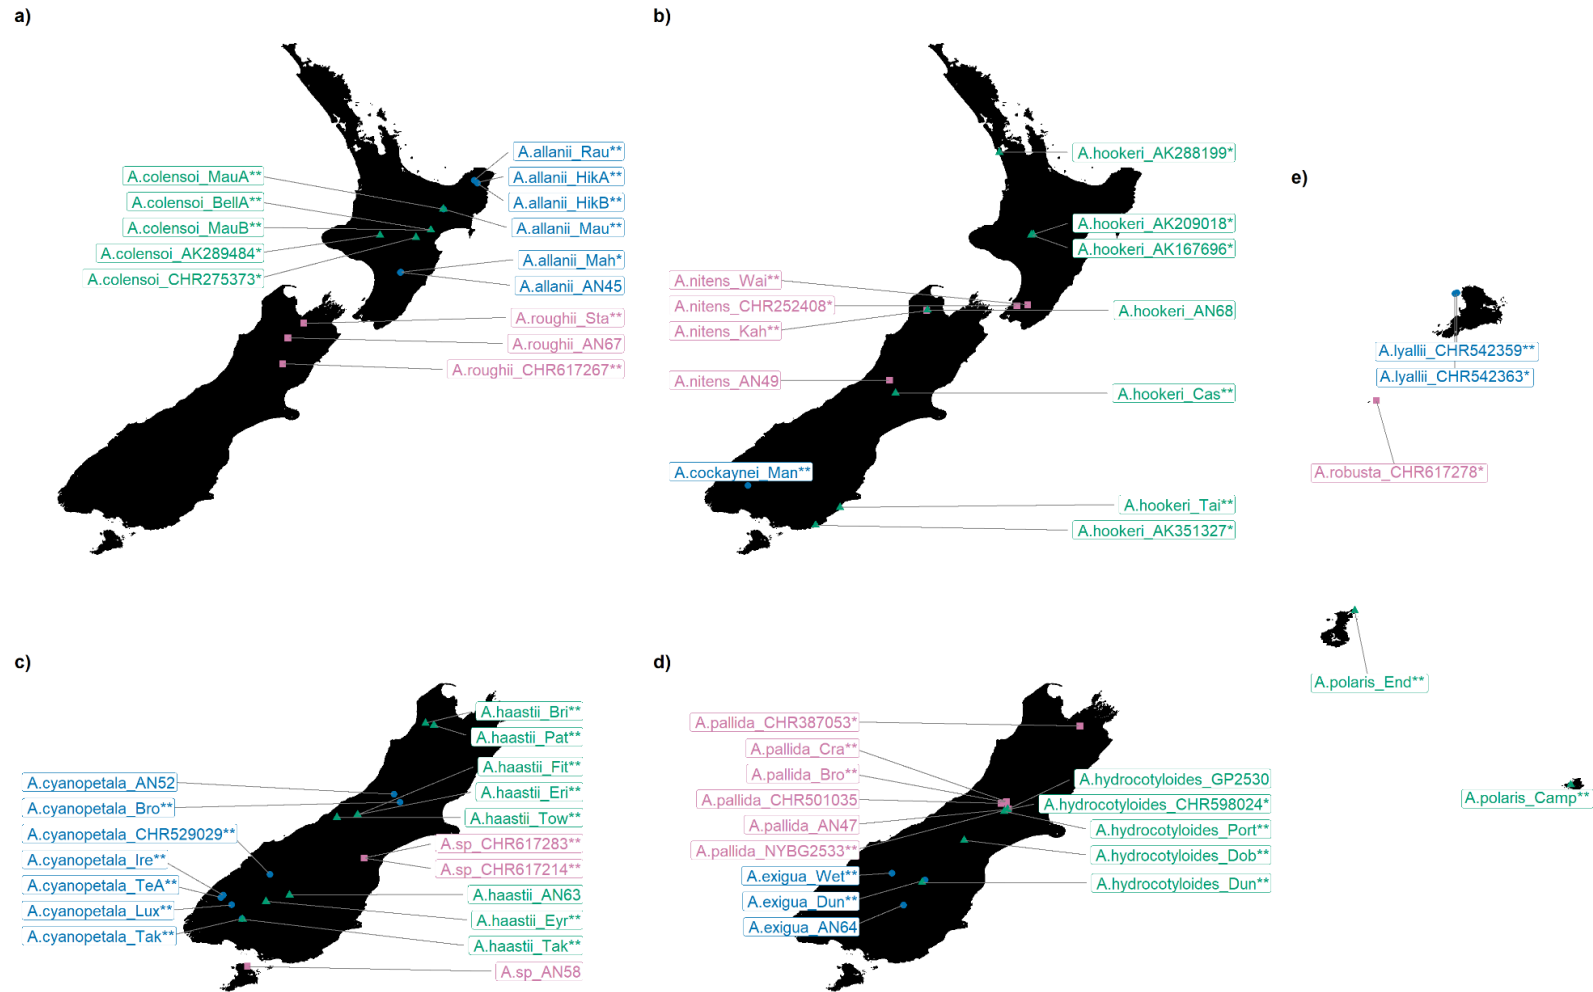 a)
A.allanii_Rau**
A.allanii_HikA**
A.allanii_HikB**
A.allanii_Mau**
A.allanii_Mah*
A.allanii_AN45
A.colensoi_MauA**
A.colensoi_BellA**
A.colensoi_MauB**
A.colensoi_AK289484*
A.colensoi_CHR275373*
A.roughii_Sta**
A.roughii_AN67
A.roughii_CHR617267**
b)
A.hookeri_AK288199*
A.hookeri_AK209018*
A.hookeri_AK167696*
A.nitens_Wai**
A.nitens_CHR252408*
A.nitens_Kah**
A.nitens_AN49
A.hookeri_AN68
A.hookeri_Cas**
A.cockaynei_Man**
A.hookeri_Tai**
A.hookeri_AK351327*
e)
A.lyallii_CHR542359**
A.lyallii_CHR542363*
A.robusta_CHR617278*
A.polaris_End**
A.polaris_Camp**
c)
A.haastii_Bri**
A.haastii_Pat**
A.haastii_Fit**
A.haastii_Eri**
A.haastii_Tow**
A.cyanopetala_AN52
A.cyanopetala_Bro**
A.cyanopetala_CHR529029**
A.cyanopetala_Ire**
A.cyanopetala_TeA**
A.cyanopetala_Lux**
A.cyanopetala_Tak**
A.sp_CHR617283**
A.sp_CHR617214**
A.haastii_AN63
A.haastii_Eyr**
A.haastii_Tak**
A.sp_AN58
d)
A.pallida_CHR387053*
A.pallida_Cra**
A.pallida_Bro**
A.pallida_CHR501035
A.pallida_AN47
A.pallida_NYBG2533**
A.hydrocotyloides_GP2530
A.hydrocotyloides_CHR598024*
A.hydrocotyloides_Port**
A.hydrocotyloides_Dob**
A.hydrocotyloides_Dun**
A.exigua_Wet**
A.exigua_Dun**
A.exigua_AN64